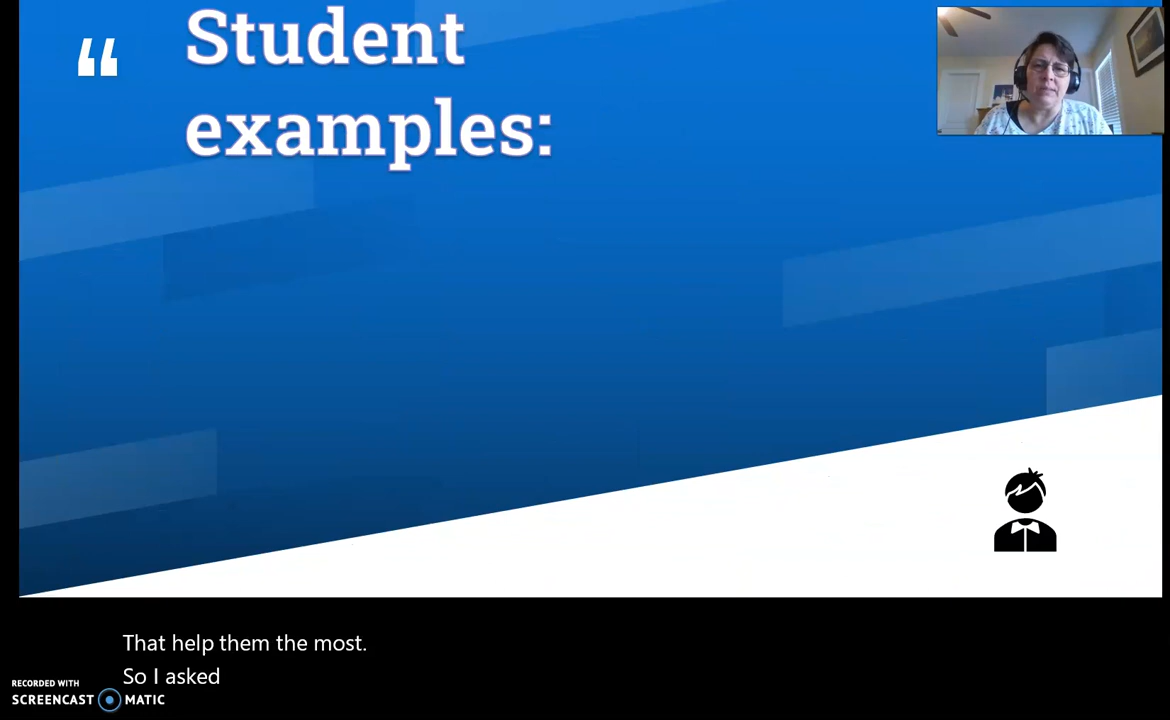 “
Student
examples:
That help them the most.
So I asked
RECORDED WITH
SCREENCAST MATIC